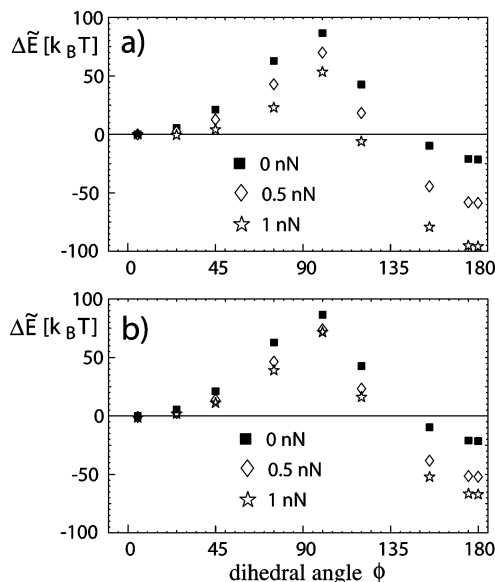 a)
ΔẼ [k_BT]
100
50
0
-50
-100
■ 0 nN
◇ 0.5 nN
☆ 1 nN
0 45 90 135 180
b)
ΔẼ [k_BT]
100
50
0
-50
-100
■ 0 nN
◇ 0.5 nN
☆ 1 nN
0 45 90 135 180
dihedral angle ϕ